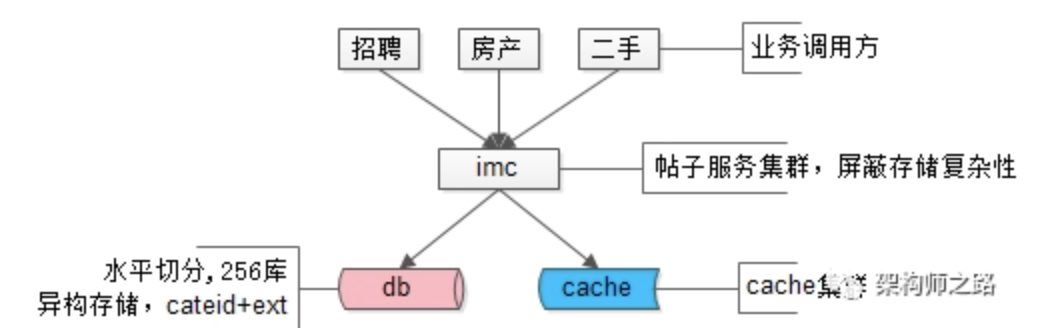 招聘
房产
二手
业务调用方
imc
帖子服务集群，屏蔽存储复杂性
水平切分,256库
异构存储，cateid+ext
db
cache
cache集群
架构师之路